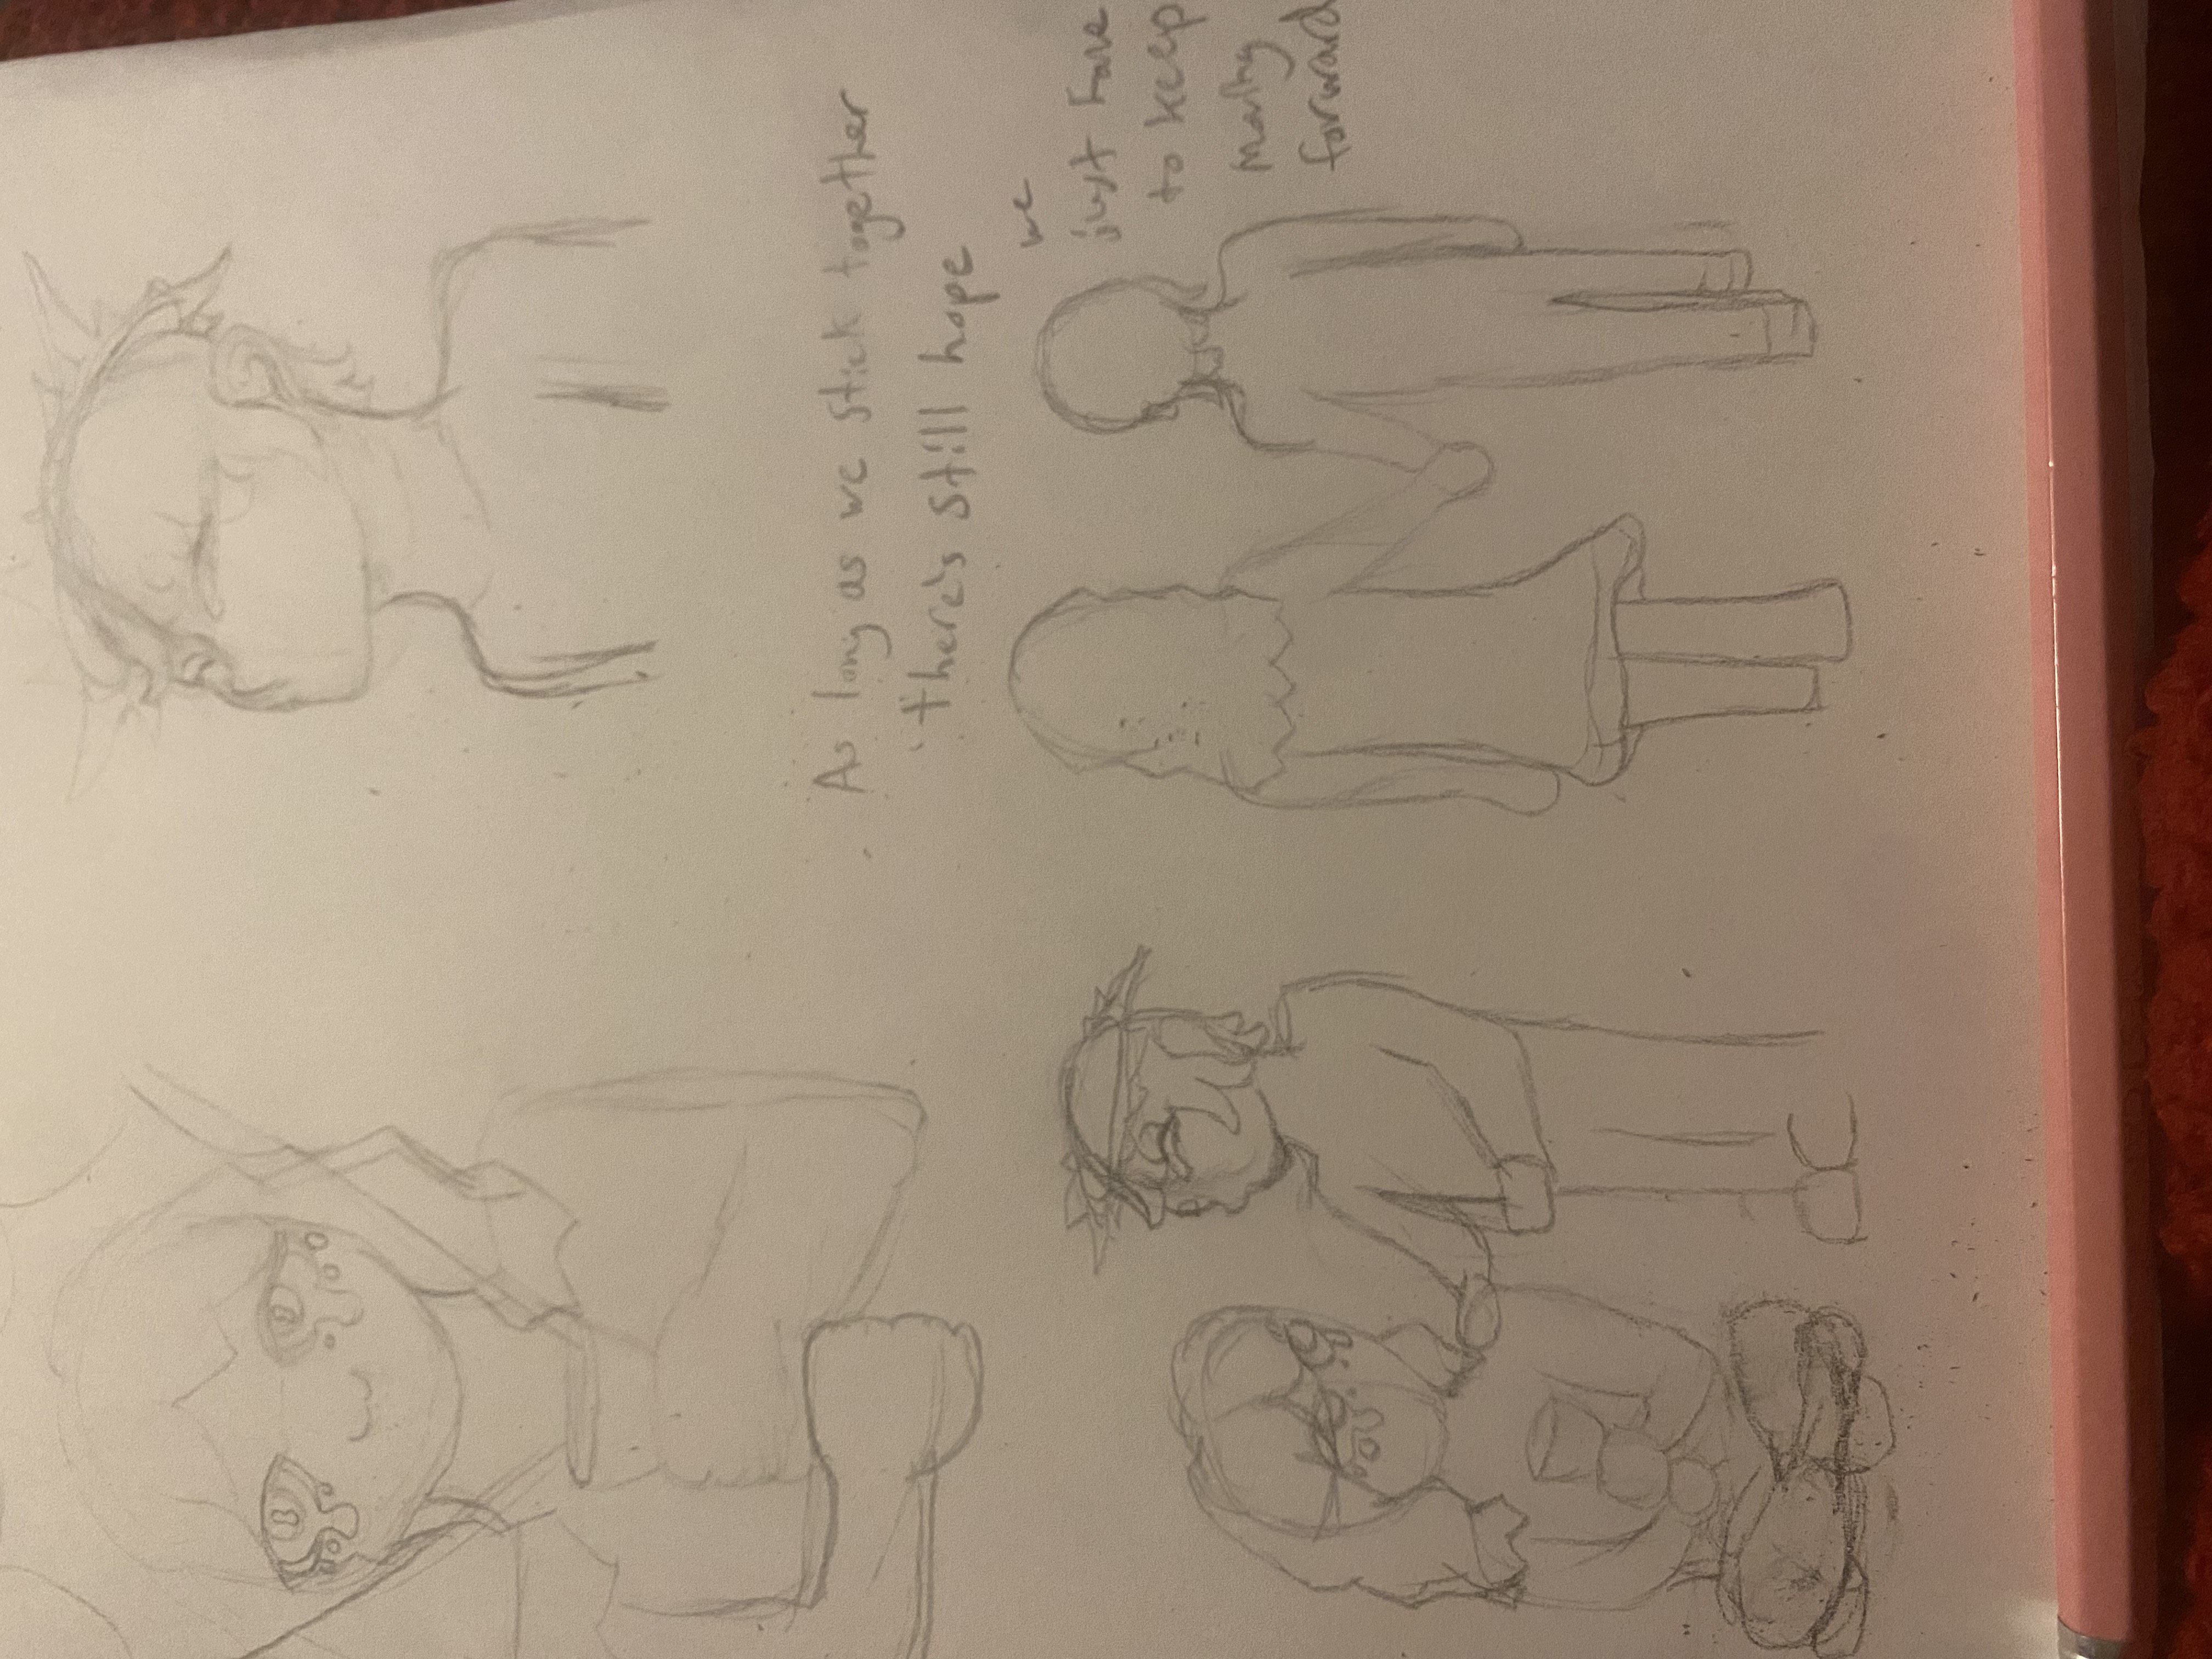 As long as we stick together
there's still hope
we
just have
to keep
moving
forward